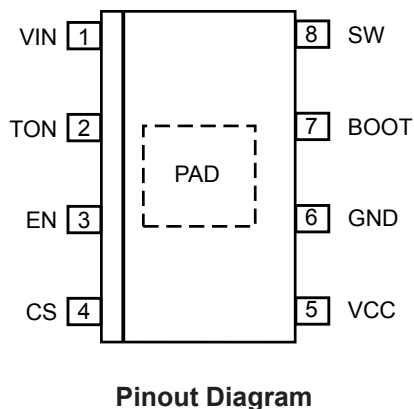 VIN 1 8 SW
TON 2 7 BOOT
PAD
EN 3 6 GND
CS 4 5 VCC
Pinout Diagram